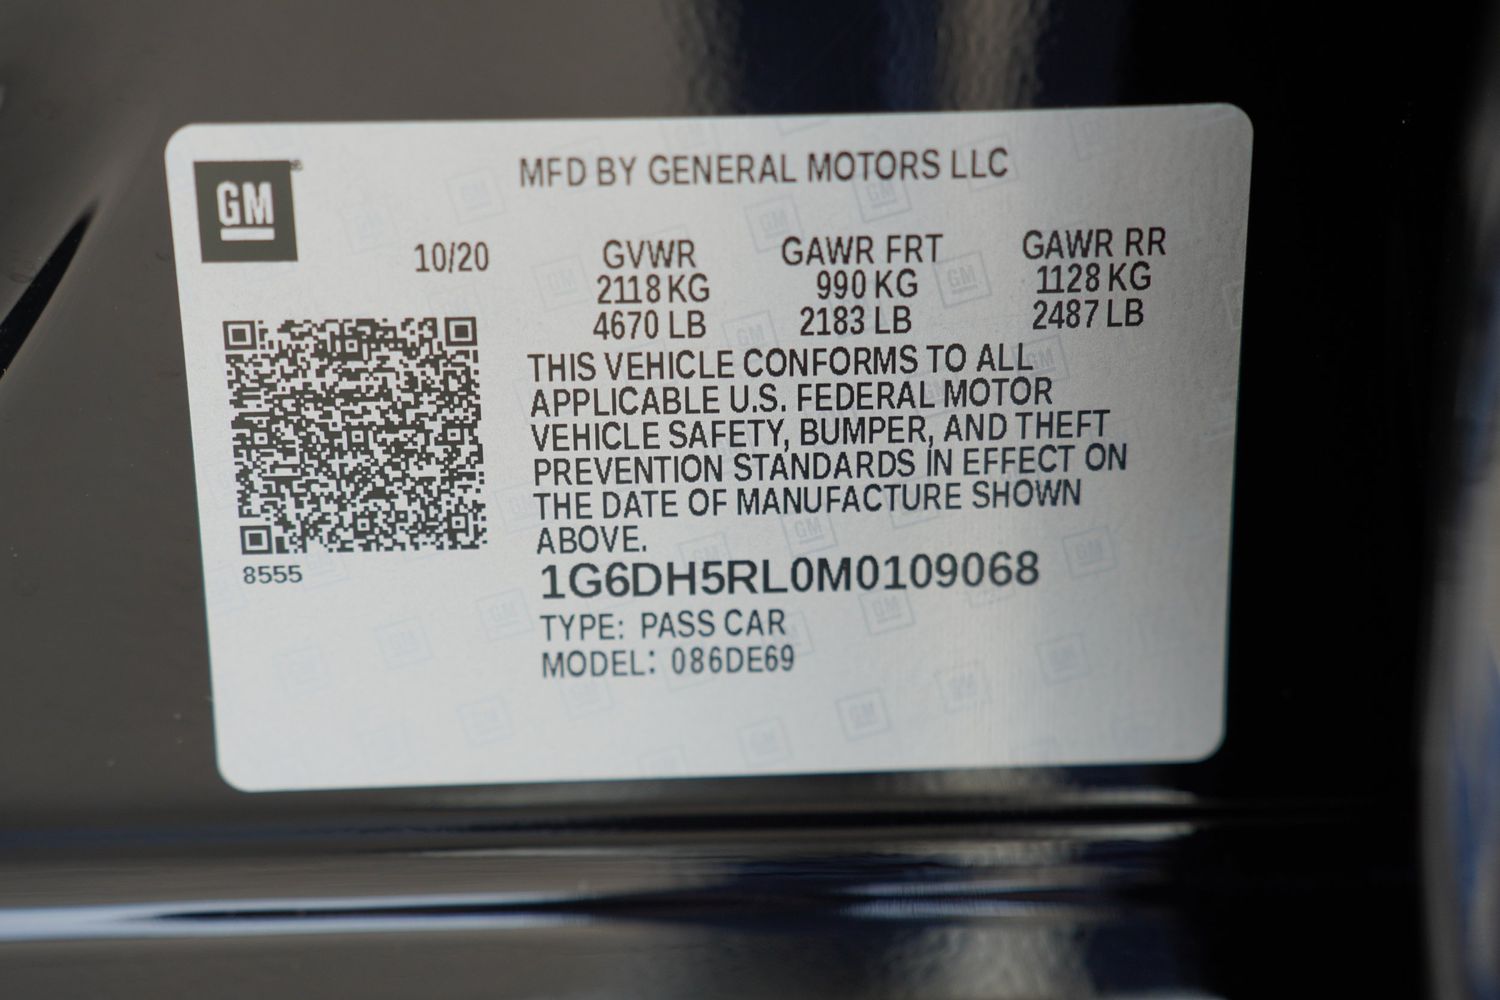 GM
MFD BY GENERAL MOTORS LLC
10/20 GVWR GAWR FRT GAWR RR
2118 KG 990 KG 1128 KG
4670 LB 2183 LB 2487 LB
THIS VEHICLE CONFORMS TO ALL
APPLICABLE U.S. FEDERAL MOTOR
VEHICLE SAFETY, BUMPER, AND THEFT
PREVENTION STANDARDS IN EFFECT ON
THE DATE OF MANUFACTURE SHOWN
ABOVE.
8555
1G6DH5RL0M0109068
TYPE: PASS CAR
MODEL: 086DE69